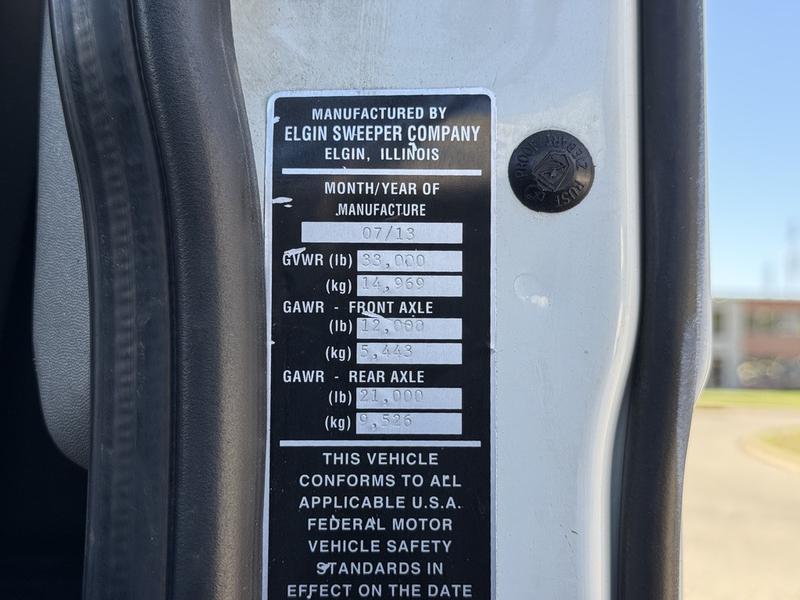 MANUFACTURED BY
ELGIN SWEEPER COMPANY
ELGIN, ILLINOIS
MONTH/YEAR OF
MANUFACTURE
07/13
GVWR (lb) 33,000
(kg) 14,969
GAWR - FRONT AXLE
(lb) 12,000
(kg) 5,443
GAWR - REAR AXLE
(lb) 21,000
(kg) 9,526
THIS VEHICLE
CONFORMS TO ALL
APPLICABLE U.S.A.
FEDERAL MOTOR
VEHICLE SAFETY
STANDARDS IN
EFFECT ON THE DATE
ZIEBART RUST